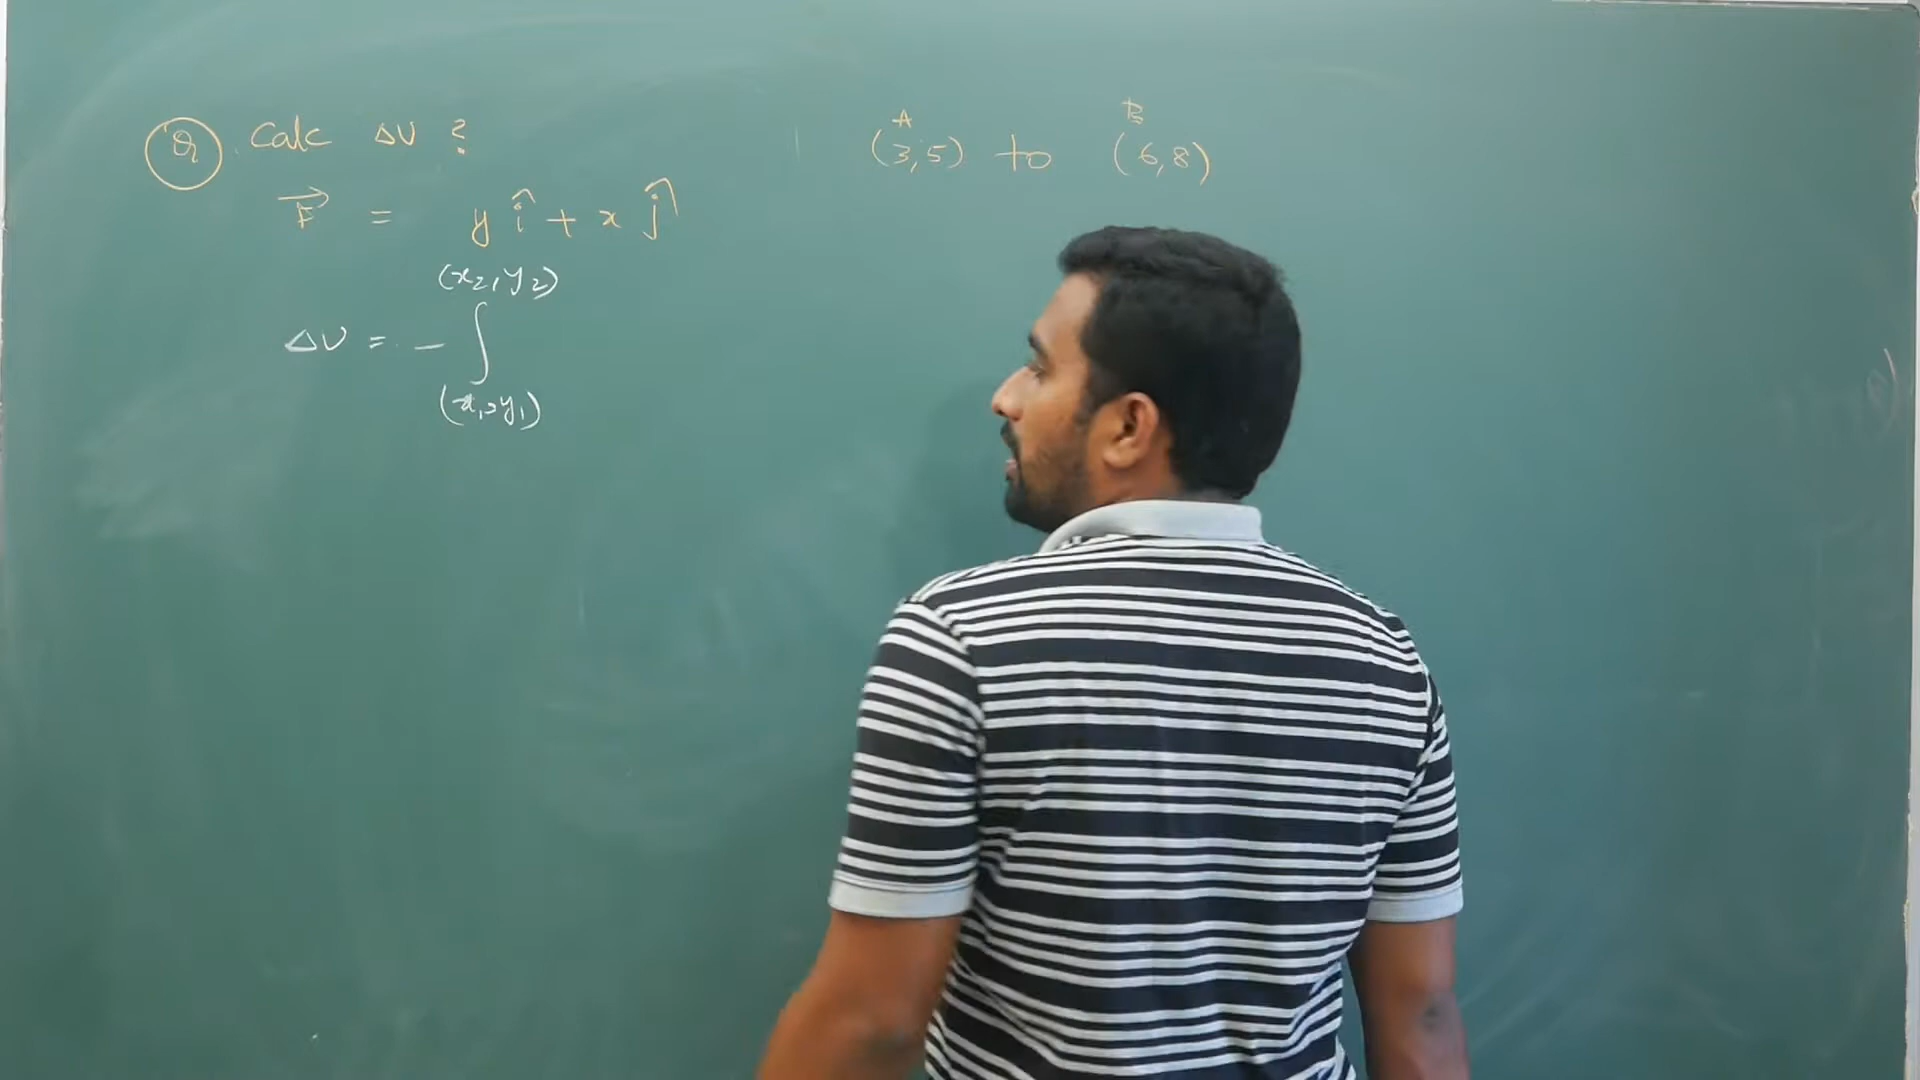 Q. Calc ΔU ?
A B
(3,5) to (6,8)
F⃗ = y î + x ĵ
(x₂, y₂)
ΔU = - ∫
(x₁, y₁)